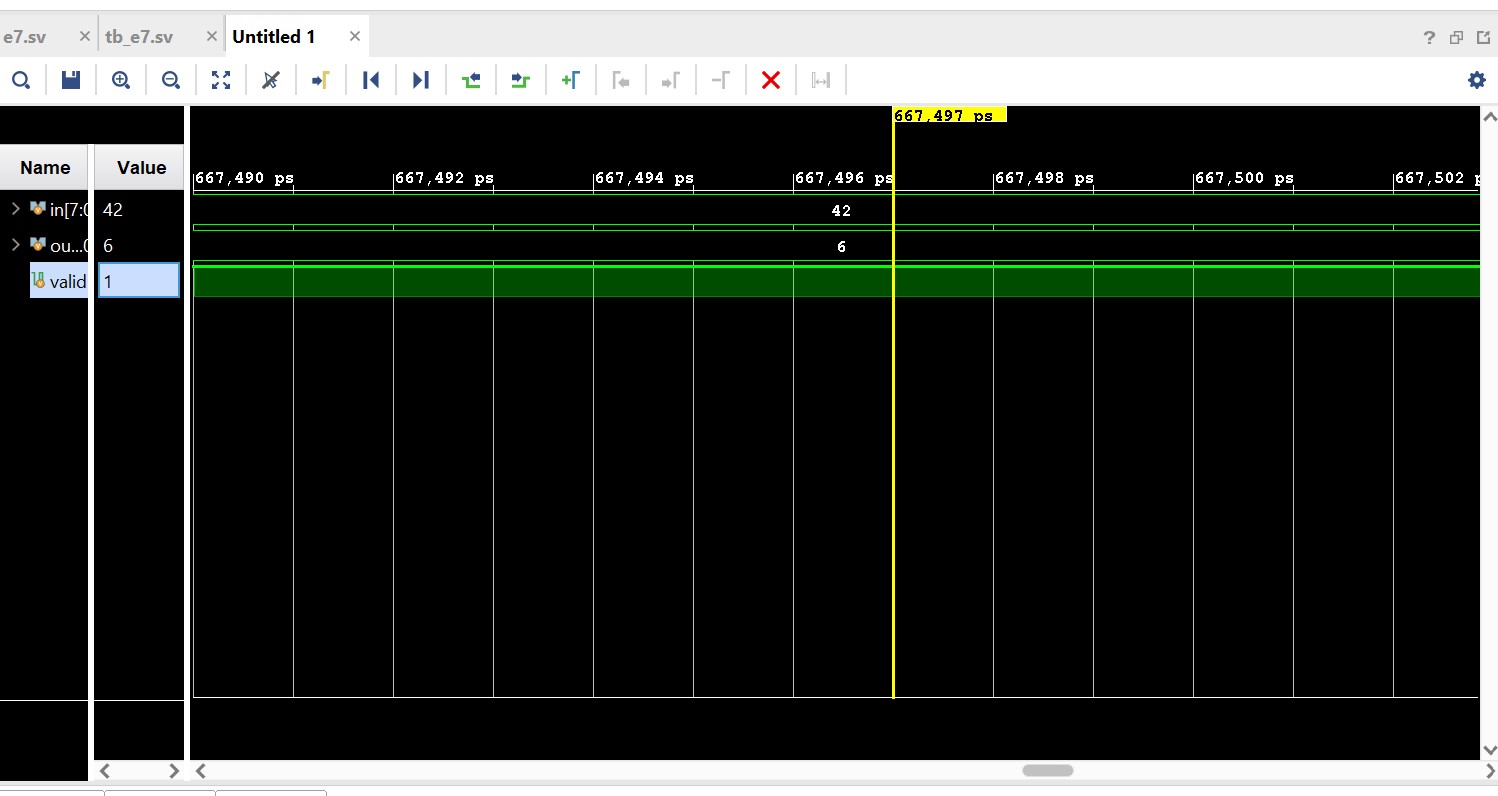 e7.sv tb_e7.sv Untitled 1
?
667,497 ps
Name Value
667,490 ps 667,492 ps 667,494 ps 667,496 ps 667,498 ps 667,500 ps 667,502 p
in[7:0 42 42
ou...0 6 6
valid 1